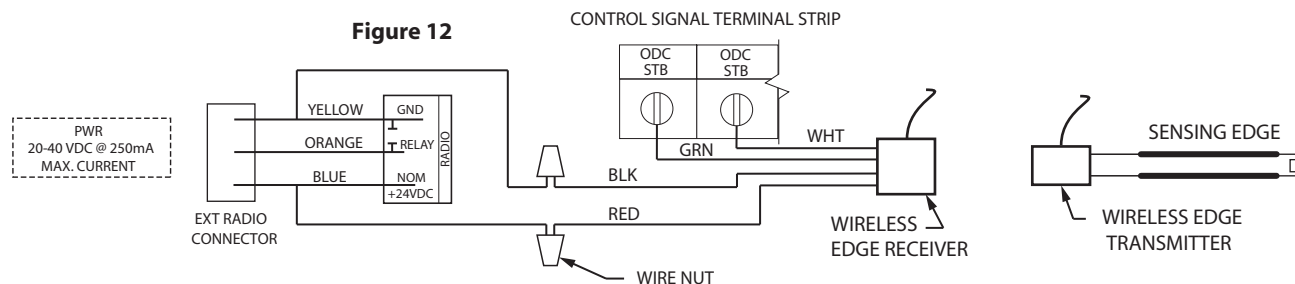 Figure 12
CONTROL SIGNAL TERMINAL STRIP
ODC
STB
ODC
STB
PWR
20-40 VDC @ 250mA
MAX. CURRENT
YELLOW
GND
ORANGE
RELAY
RADIO
BLUE
NOM
+24VDC
EXT RADIO
CONNECTOR
WHT
GRN
BLK
RED
WIRE NUT
WIRELESS
EDGE RECEIVER
SENSING EDGE
WIRELESS EDGE
TRANSMITTER